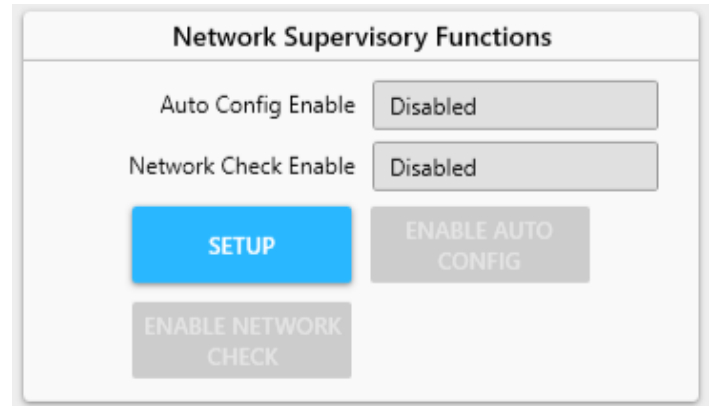 Network Supervisory Functions
Auto Config Enable Disabled
Network Check Enable Disabled
SETUP
ENABLE AUTO
CONFIG
ENABLE NETWORK
CHECK